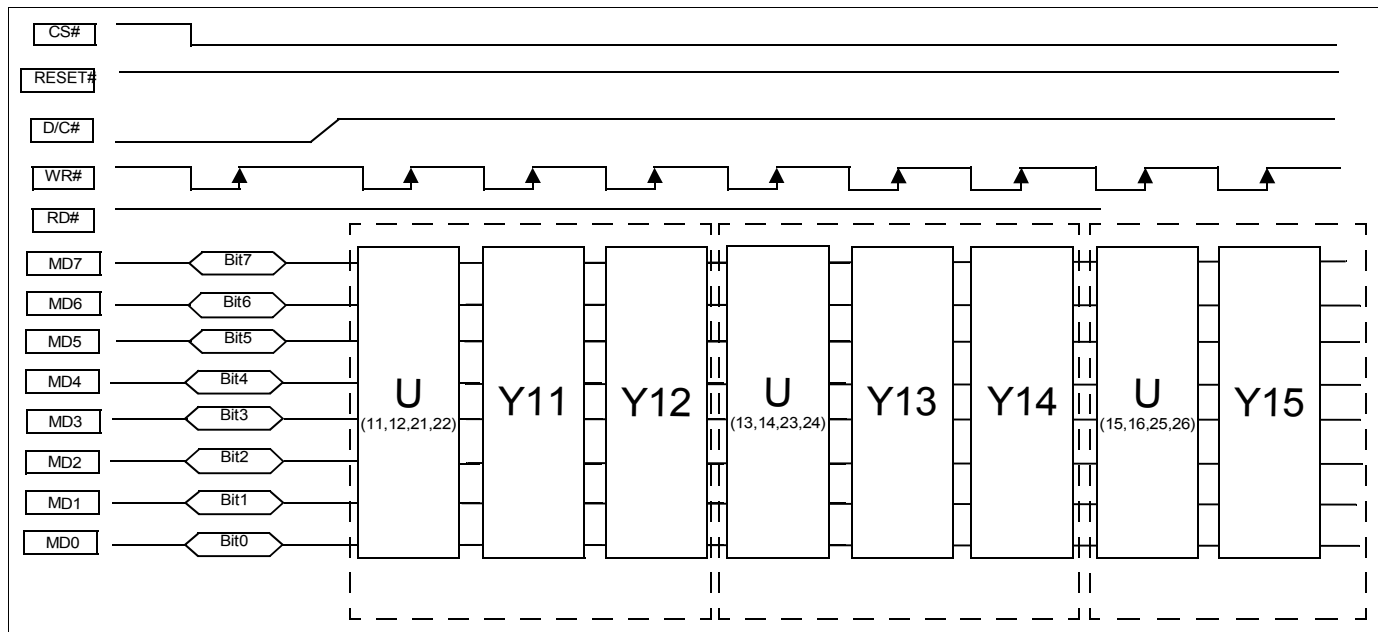 CS#
RESET#
D/C#
WR#
RD#
MD7 Bit7
MD6 Bit6
MD5 Bit5
MD4 Bit4
MD3 Bit3
MD2 Bit2
MD1 Bit1
MD0 Bit0
U
(11,12,21,22)
Y11
Y12
U
(13,14,23,24)
Y13
Y14
U
(15,16,25,26)
Y15